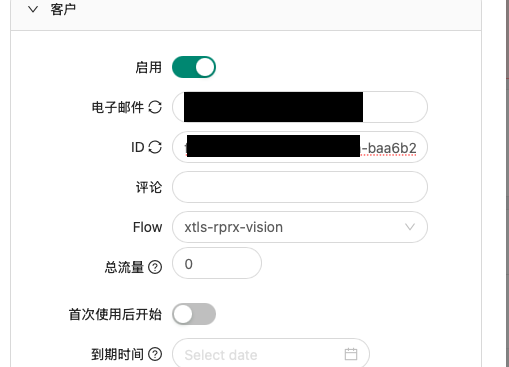 客户
启用
电子邮件
ID -baa6b2
评论
Flow xtls-rprx-vision
总流量 0
首次使用后开始
到期时间 Select date